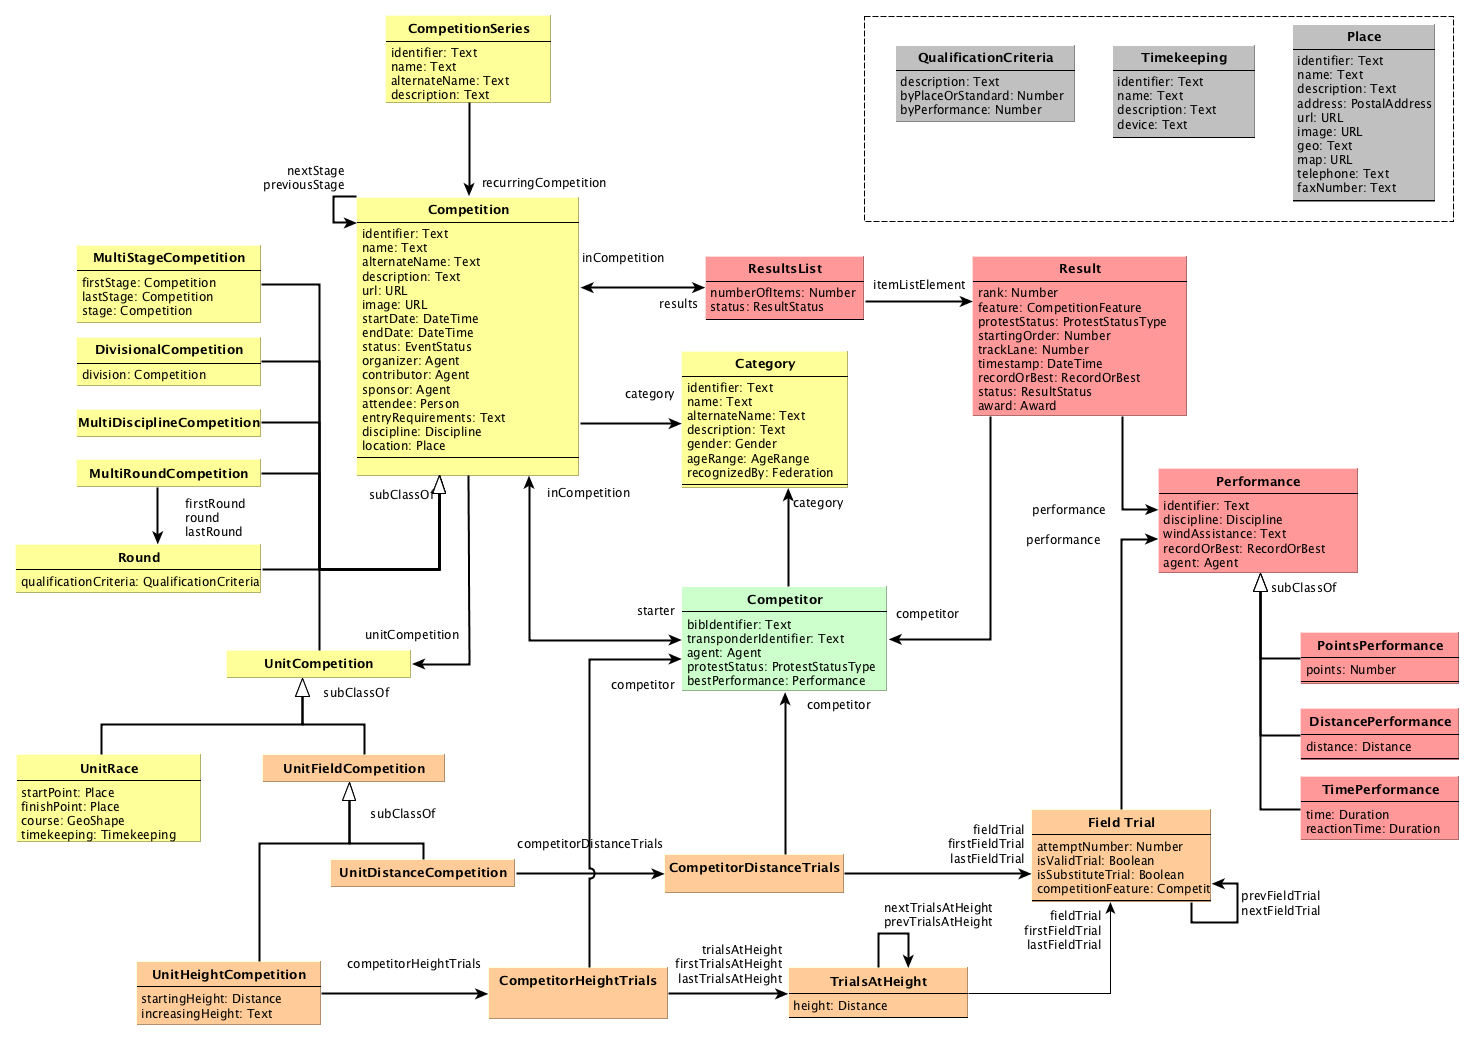 CompetitionSeries
identifier: Text
name: Text
alternateName: Text
description: Text
QualificationCriteria
description: Text
byPlaceOrStandard: Number
byPerformance: Number
Timekeeping
identifier: Text
name: Text
description: Text
device: Text
Place
identifier: Text
name: Text
description: Text
address: PostalAddress
url: URL
image: URL
geo: Text
map: URL
telephone: Text
faxNumber: Text
nextStage
previousStage
recurringCompetition
Competition
identifier: Text
name: Text
alternateName: Text
description: Text
url: URL
image: URL
startDate: DateTime
endDate: DateTime
status: EventStatus
organizer: Agent
contributor: Agent
sponsor: Agent
attendee: Person
entryRequirements: Text
discipline: Discipline
location: Place
MultiStageCompetition
firstStage: Competition
lastStage: Competition
stage: Competition
DivisionalCompetition
division: Competition
MultiDisciplineCompetition
MultiRoundCompetition
firstRound
round
lastRound
Round
qualificationCriteria: QualificationCriteria
inCompetition
results
ResultsList
numberOfItems: Number
status: ResultStatus
itemListElement
Result
rank: Number
feature: CompetitionFeature
protestStatus: ProtestStatusType
startingOrder: Number
trackLane: Number
timestamp: DateTime
recordOrBest: RecordOrBest
status: ResultStatus
award: Award
category
Category
identifier: Text
name: Text
alternateName: Text
description: Text
gender: Gender
ageRange: AgeRange
recognizedBy: Federation
subClassOf
inCompetition
category
performance
performance
Performance
identifier: Text
discipline: Discipline
windAssistance: Text
recordOrBest: RecordOrBest
agent: Agent
subClassOf
starter
competitor
Competitor
bibIdentifier: Text
transponderIdentifier: Text
agent: Agent
protestStatus: ProtestStatusType
bestPerformance: Performance
competitor
competitor
unitCompetition
UnitCompetition
subClassOf
PointsPerformance
points: Number
DistancePerformance
distance: Distance
TimePerformance
time: Duration
reactionTime: Duration
UnitRace
startPoint: Place
finishPoint: Place
course: GeoShape
timekeeping: Timekeeping
UnitFieldCompetition
subClassOf
UnitDistanceCompetition
competitorDistanceTrials
CompetitorDistanceTrials
fieldTrial
firstFieldTrial
lastFieldTrial
Field Trial
attemptNumber: Number
isValidTrial: Boolean
isSubstituteTrial: Boolean
competitionFeature: Competit
prevFieldTrial
nextFieldTrial
fieldTrial
firstFieldTrial
lastFieldTrial
nextTrialsAtHeight
prevTrialsAtHeight
UnitHeightCompetition
startingHeight: Distance
increasingHeight: Text
competitorHeightTrials
CompetitorHeightTrials
trialsAtHeight
firstTrialsAtHeight
lastTrialsAtHeight
TrialsAtHeight
height: Distance